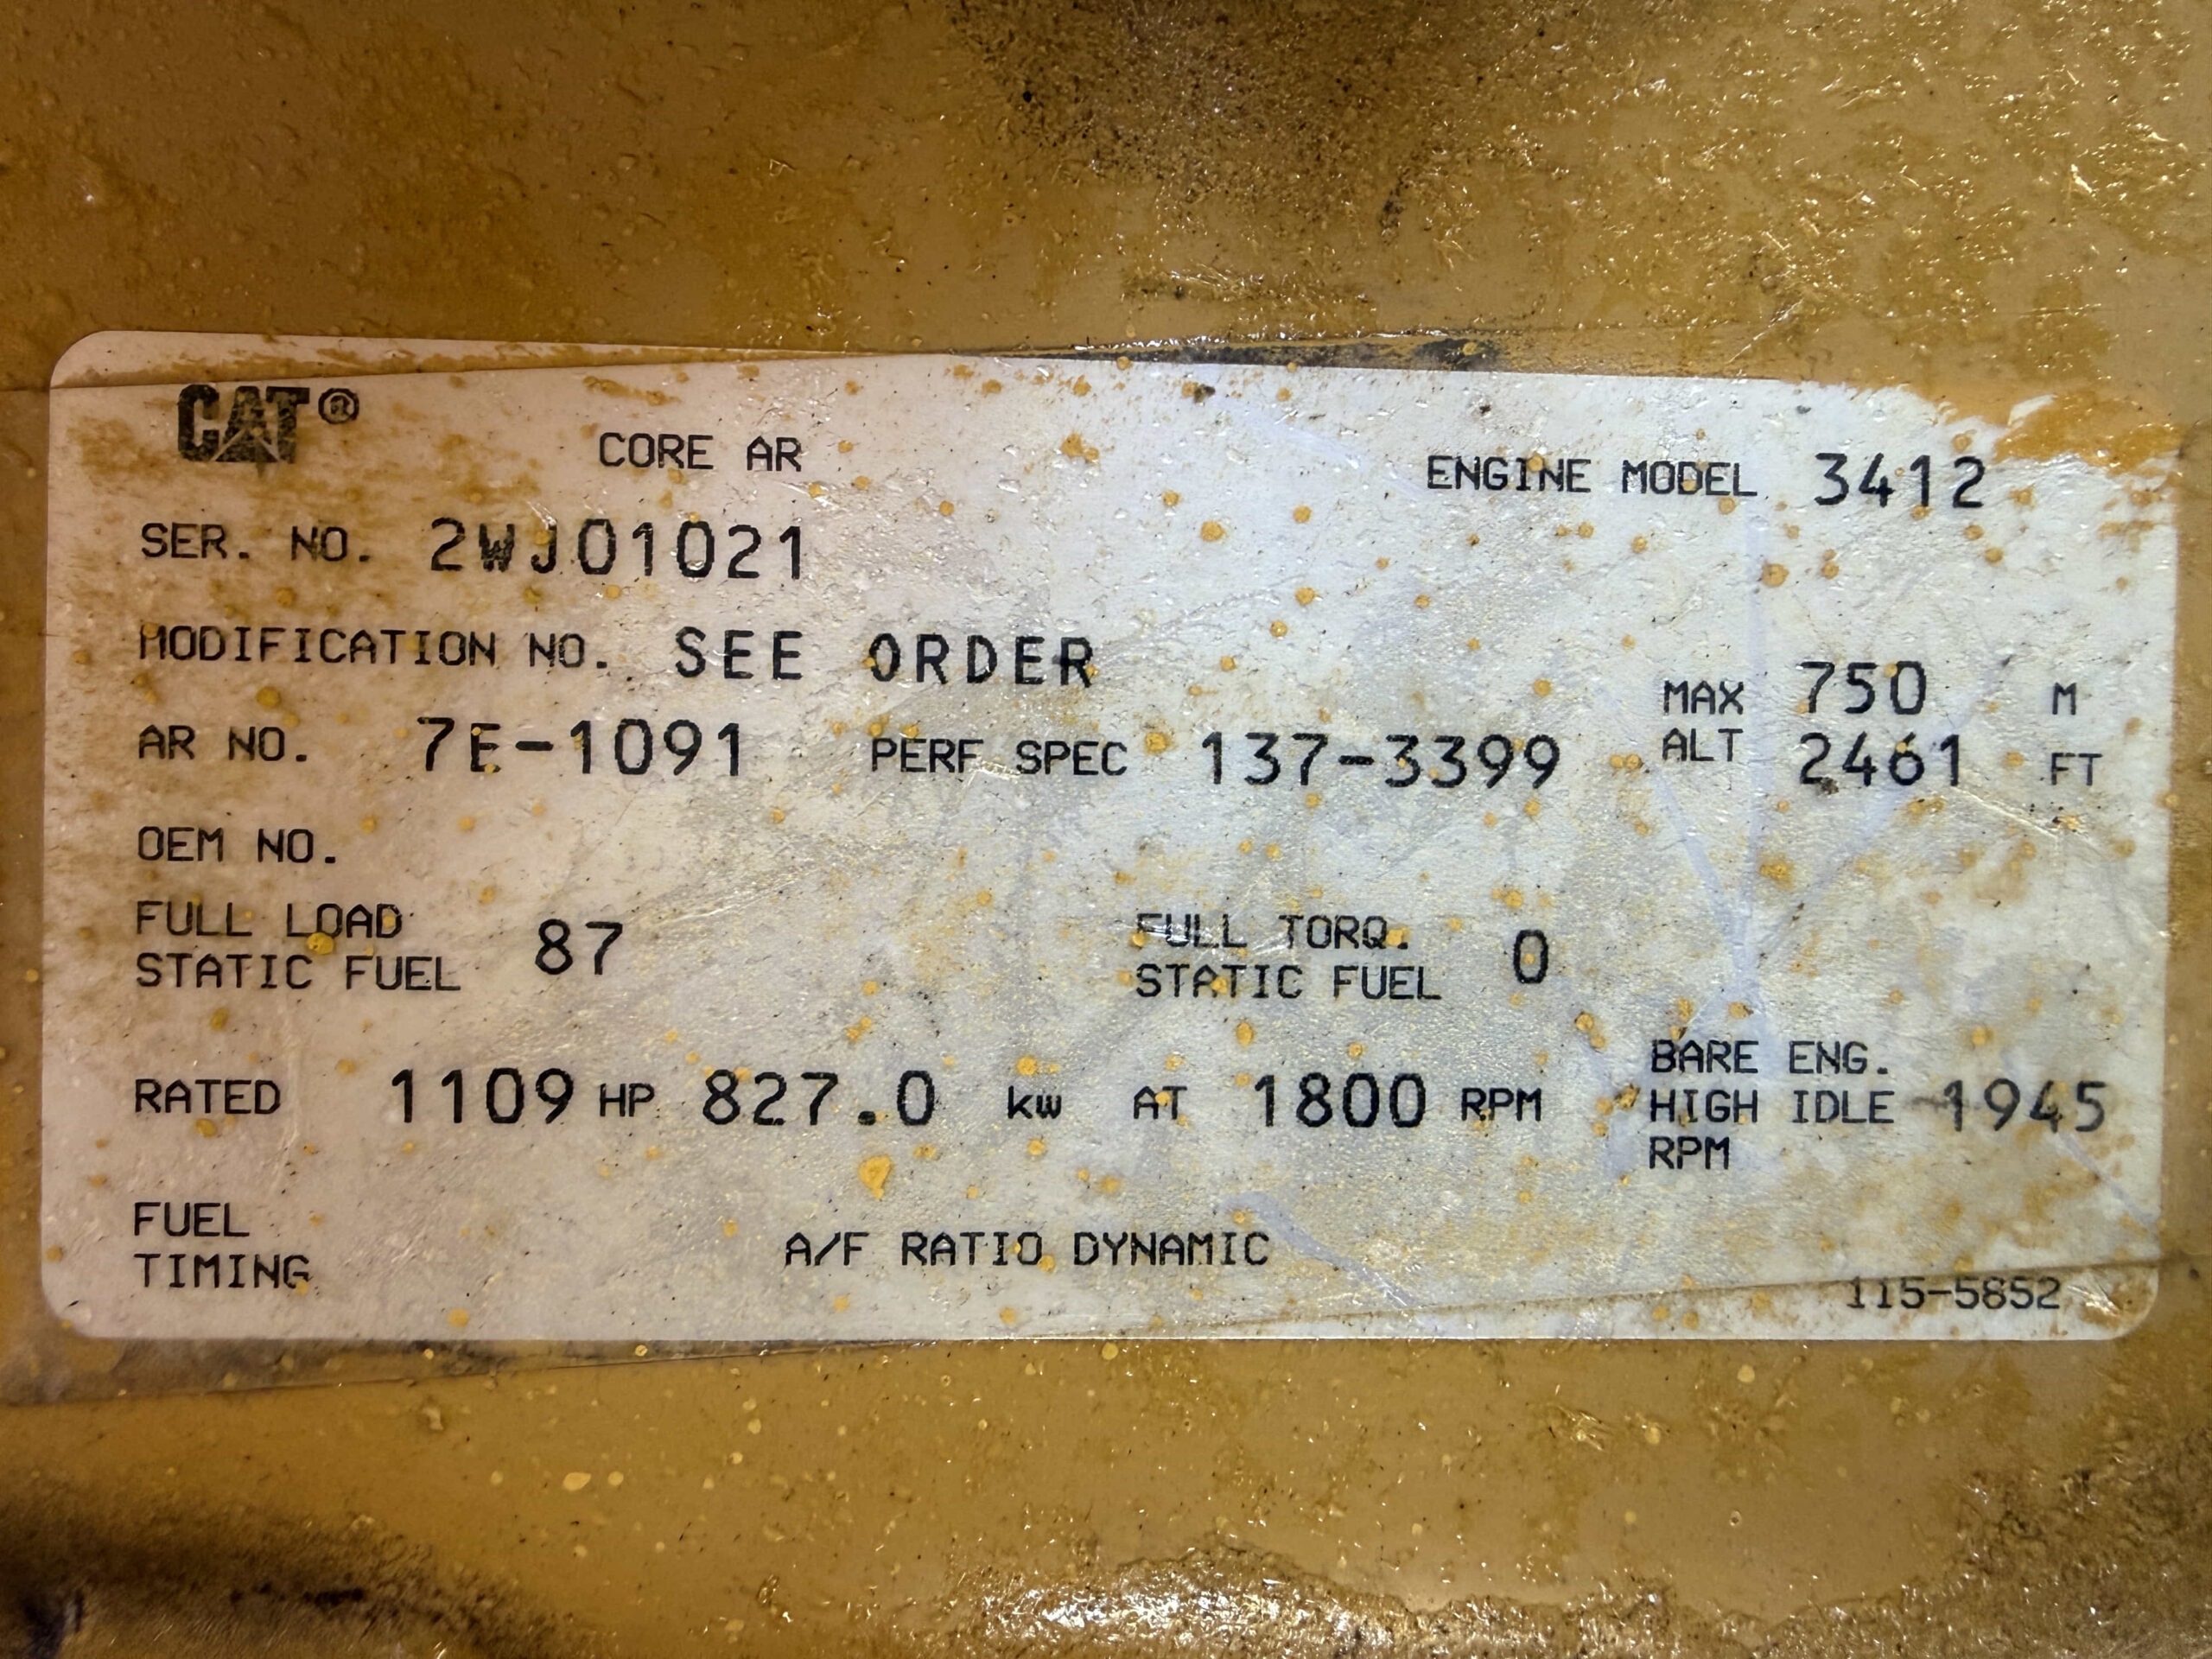 CAT®
CORE AR ENGINE MODEL 3412
SER. NO. 2WJ01021
MODIFICATION NO. SEE ORDER
MAX ALT 750 M
2461 FT
AR NO. 7E-1091 PERF SPEC 137-3399
OEM NO.
FULL LOAD
STATIC FUEL 87
FULL TORQ.
STATIC FUEL 0
RATED 1109 HP 827.0 kw AT 1800 RPM
BARE ENG.
HIGH IDLE 1945
RPM
FUEL
TIMING
A/F RATIO DYNAMIC
115-5852